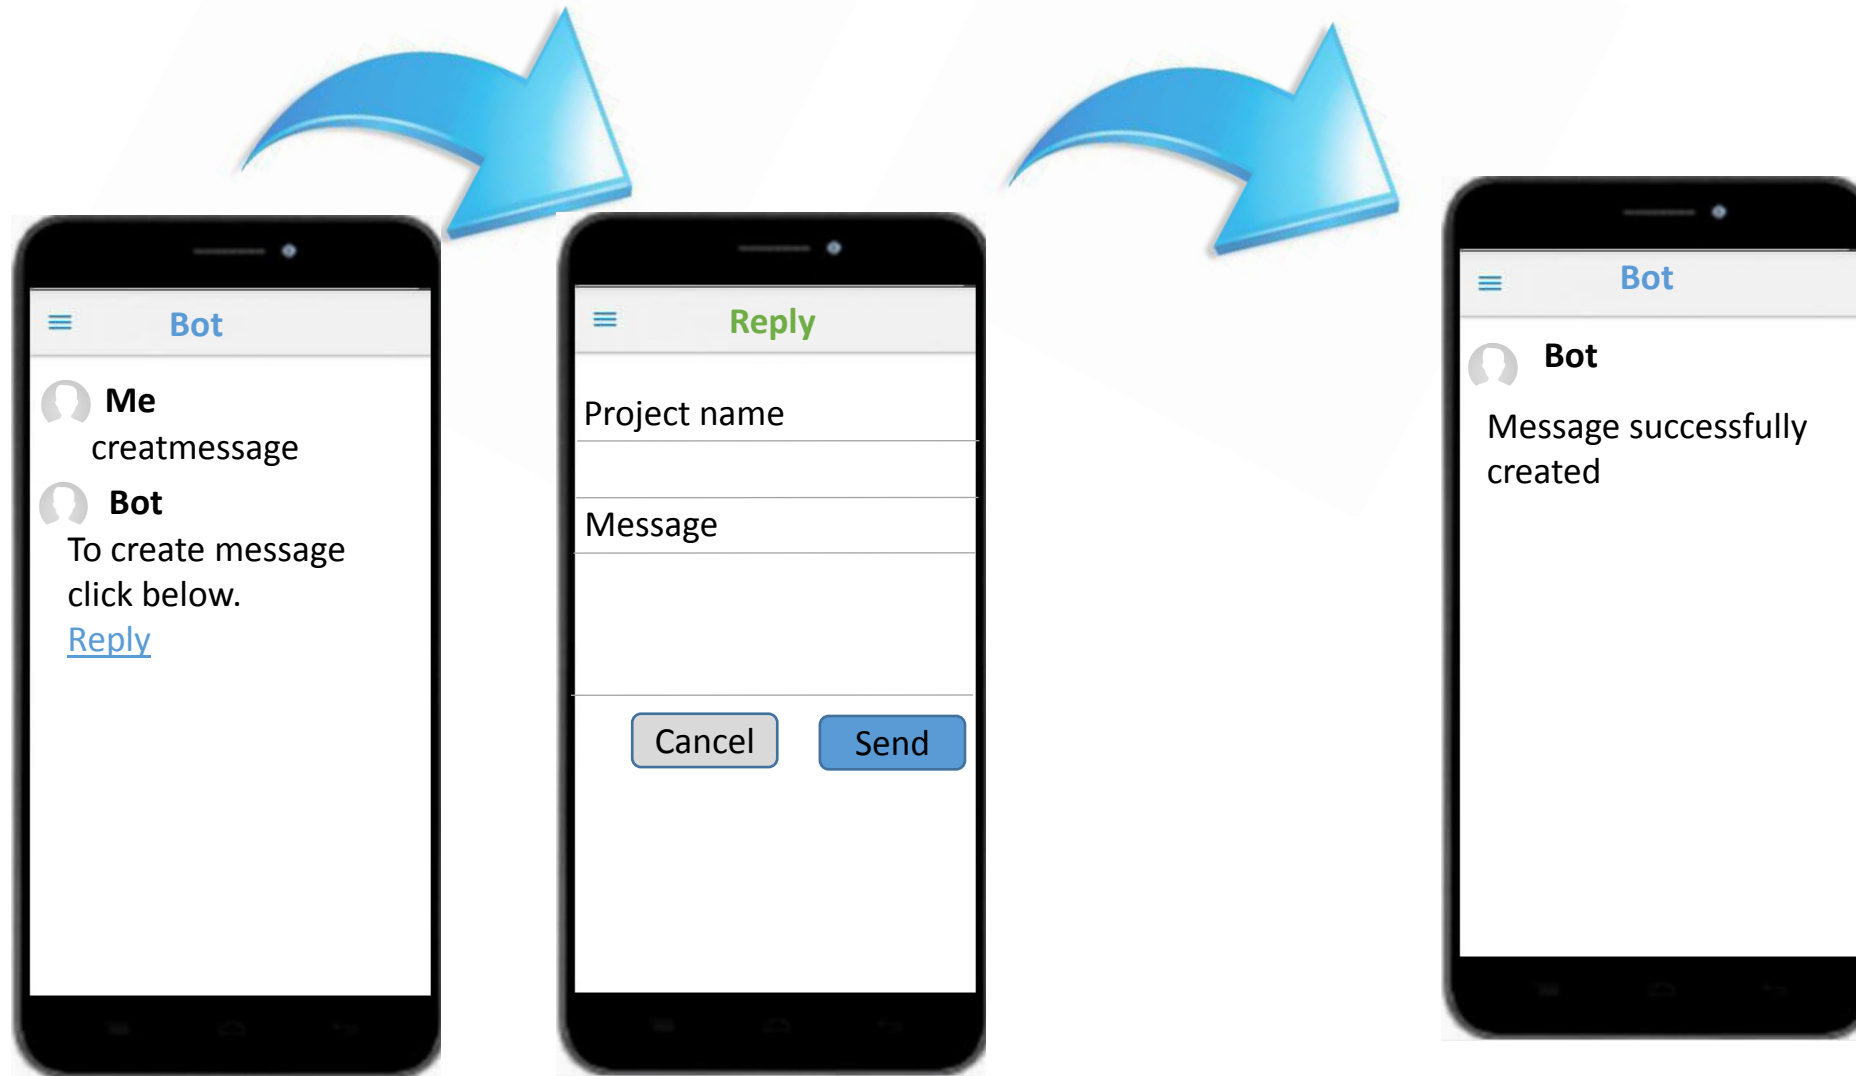 Bot
Me
creatmessage
Bot
To create message
click below.
Reply
Reply
Project name
Message
Cancel
Send
Bot
Bot
Message successfully
created